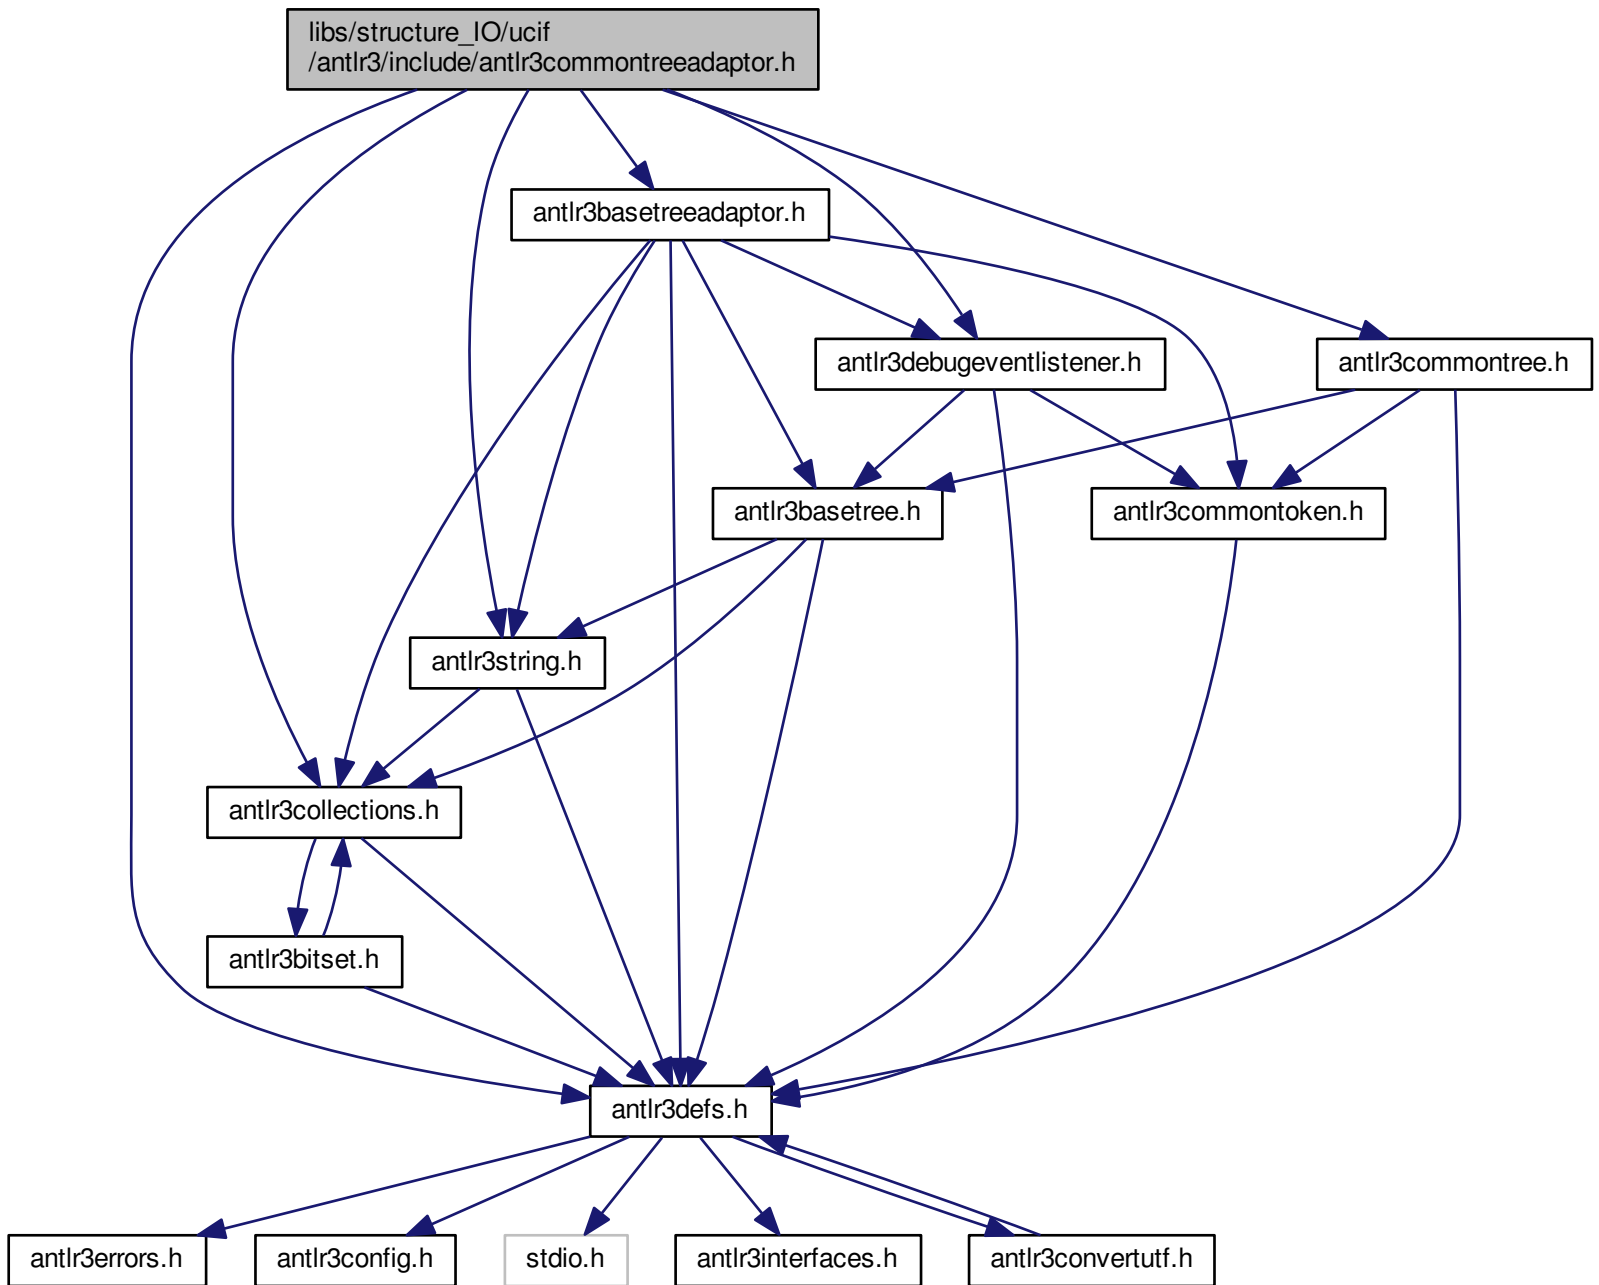 libs/structure_IO/ucif
/antlr3/include/antlr3commontreeadaptor.h
antlr3basetreeadaptor.h
antlr3debugeventlistener.h
antlr3commontree.h
antlr3basetree.h
antlr3commontoken.h
antlr3string.h
antlr3collections.h
antlr3bitset.h
antlr3defs.h
antlr3errors.h
antlr3config.h
stdio.h
antlr3interfaces.h
antlr3convertutf.h